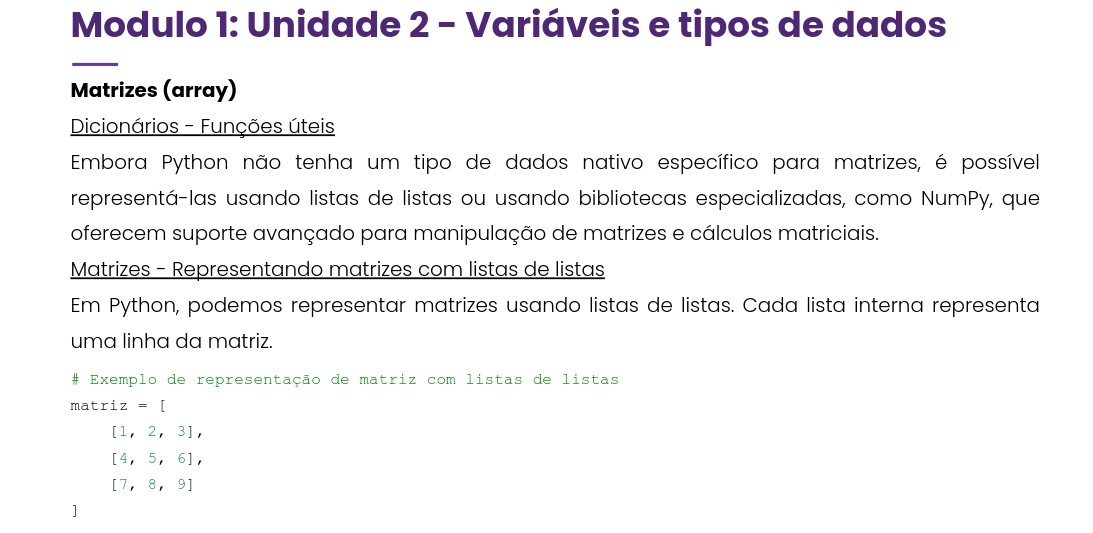 Modulo 1: Unidade 2 - Variáveis e tipos de dados
Matrizes (array)
Dicionários - Funções úteis
Embora Python não tenha um tipo de dados nativo específico para matrizes, é possível
representá-las usando listas de listas ou usando bibliotecas especializadas, como NumPy, que
oferecem suporte avançado para manipulação de matrizes e cálculos matriciais.
Matrizes - Representando matrizes com listas de listas
Em Python, podemos representar matrizes usando listas de listas. Cada lista interna representa
uma linha da matriz.
# Exemplo de representação de matriz com listas de listas
matriz = [
    [1, 2, 3],
    [4, 5, 6],
    [7, 8, 9]
]